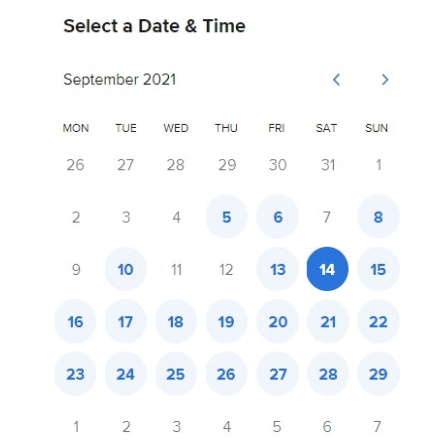 Select a Date & Time
September 2021
MON TUE WED THU FRI SAT SUN
26 27 28 29 30 31 1
2 3 4 5 6 7 8
9 10 11 12 13 14 15
16 17 18 19 20 21 22
23 24 25 26 27 28 29
1 2 3 4 5 6 7